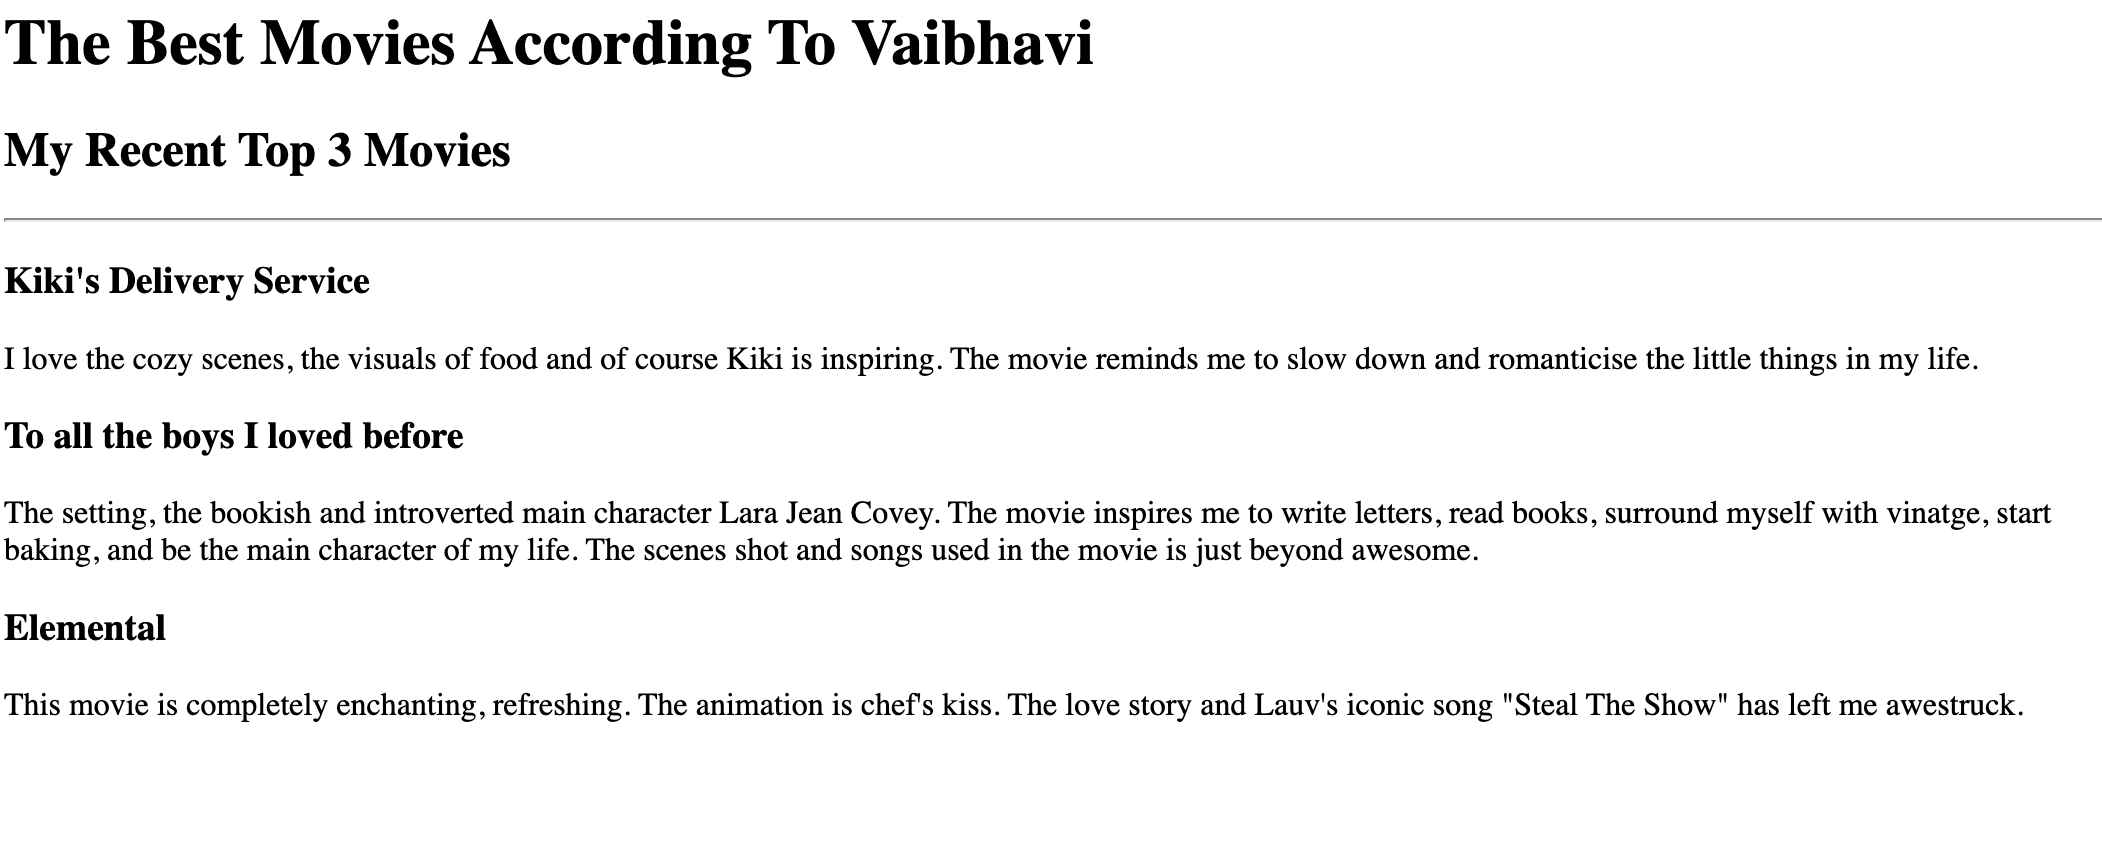 The Best Movies According To Vaibhavi
My Recent Top 3 Movies
Kiki's Delivery Service
I love the cozy scenes, the visuals of food and of course Kiki is inspiring. The movie reminds me to slow down and romanticise the little things in my life.
To all the boys I loved before
The setting, the bookish and introverted main character Lara Jean Covey. The movie inspires me to write letters, read books, surround myself with vinatge, start
baking, and be the main character of my life. The scenes shot and songs used in the movie is just beyond awesome.
Elemental
This movie is completely enchanting, refreshing. The animation is chef's kiss. The love story and Lauv's iconic song "Steal The Show" has left me awestruck.